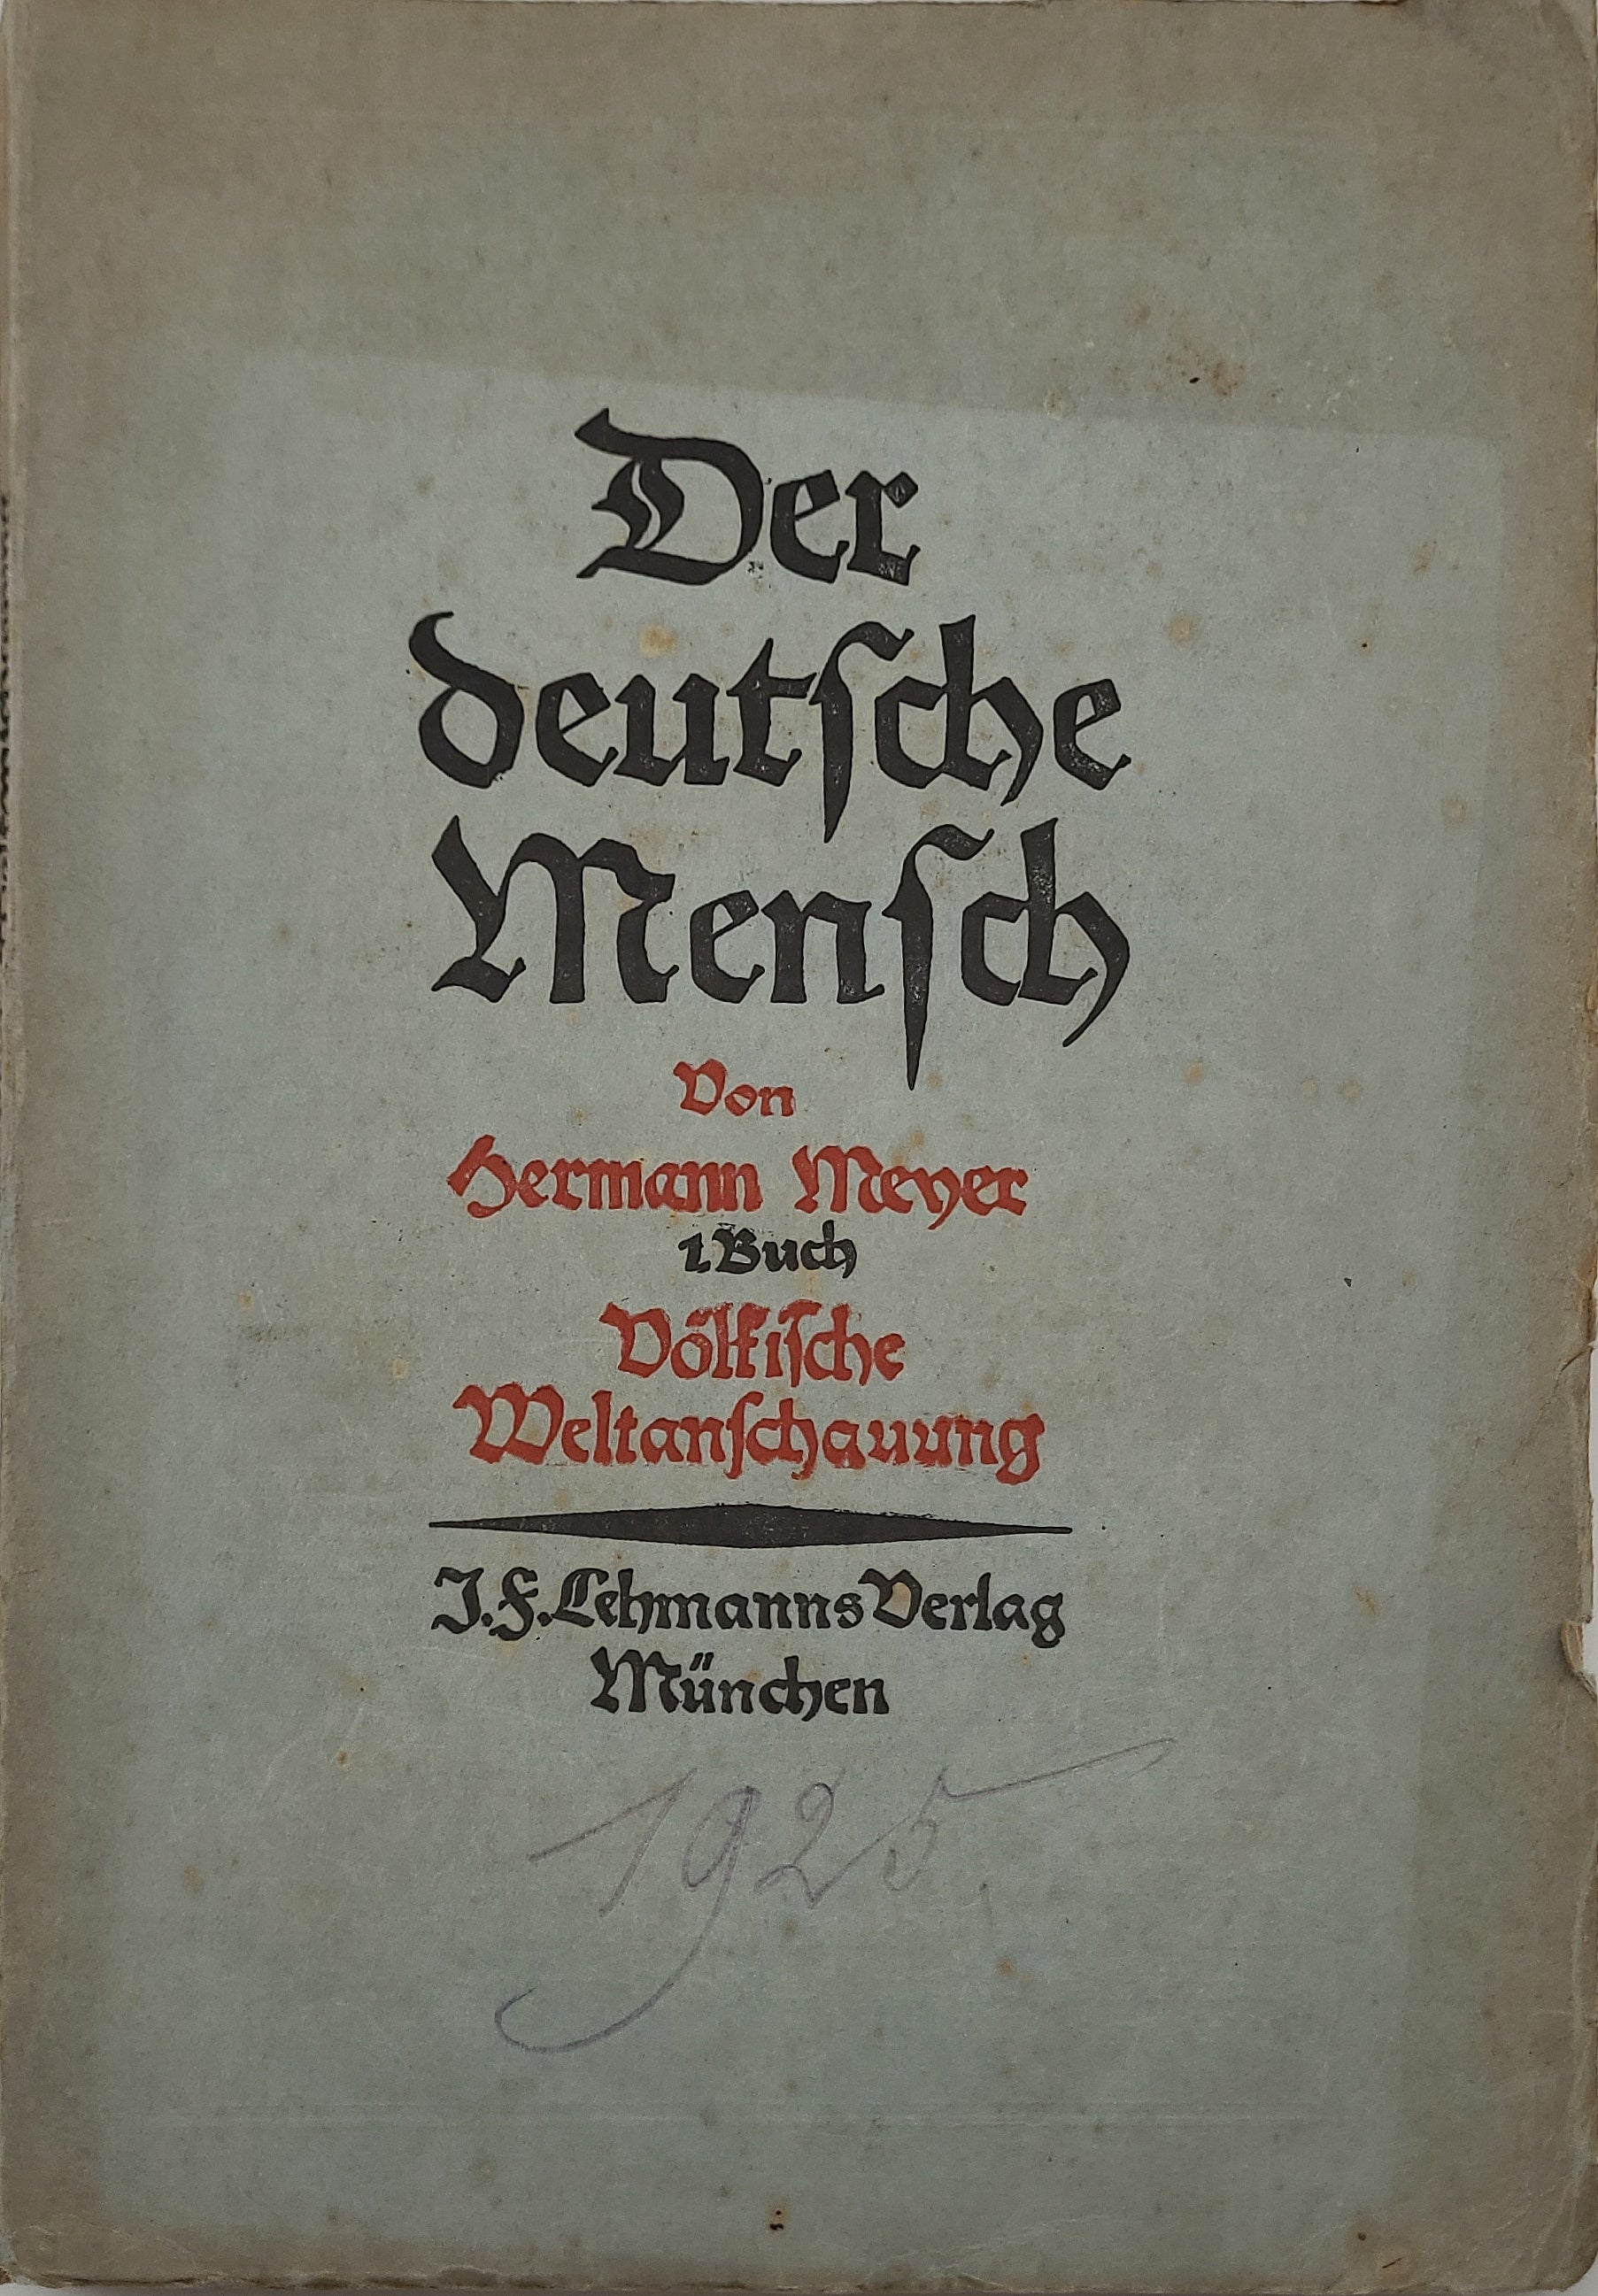 Der
deutſche
Menſch
Von
Hermann Meyer
1. Buch
Völkiſche
Weltanſchauung
J. F. Lehmanns Verlag
München
1925.